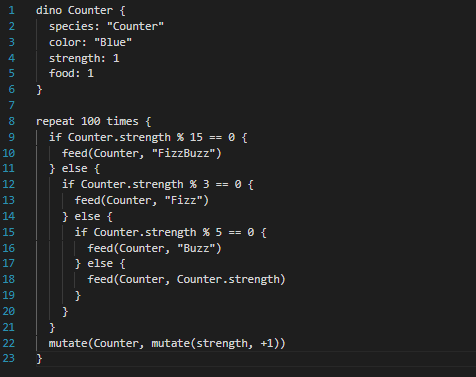 1 dino Counter {
2   species: "Counter"
3   color: "Blue"
4   strength: 1
5   food: 1
6 }
7
8 repeat 100 times {
9   if Counter.strength % 15 == 0 {
10     feed(Counter, "FizzBuzz")
11   } else {
12     if Counter.strength % 3 == 0 {
13       feed(Counter, "Fizz")
14     } else {
15       if Counter.strength % 5 == 0 {
16         feed(Counter, "Buzz")
17       } else {
18         feed(Counter, Counter.strength)
19       }
20     }
21   }
22   mutate(Counter, mutate(strength, +1))
23 }